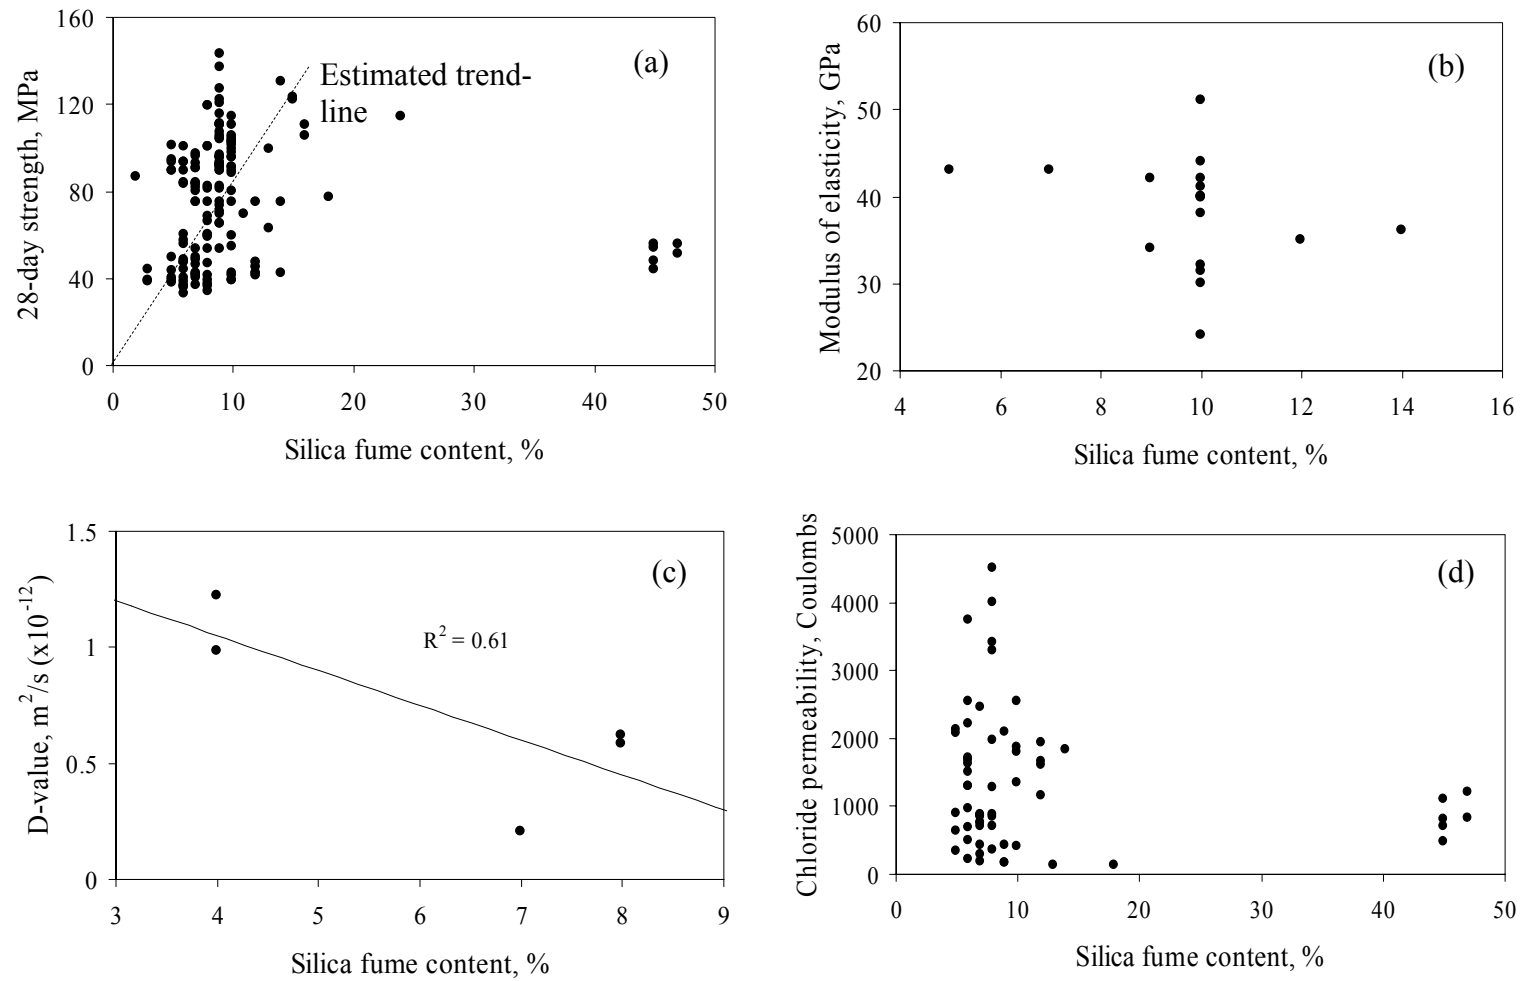 (a)
Estimated trend-
line
28-day strength, MPa
160
120
80
40
0
0 10 20 30 40 50
Silica fume content, %
(b)
Modulus of elasticity, GPa
60
50
40
30
20
4 6 8 10 12 14 16
Silica fume content, %
(c)
R² = 0.61
D-value, m²/s (x10⁻¹²)
1.5
1
0.5
0
3 4 5 6 7 8 9
Silica fume content, %
(d)
Chloride permeability, Coulombs
5000
4000
3000
2000
1000
0
0 10 20 30 40 50
Silica fume content, %